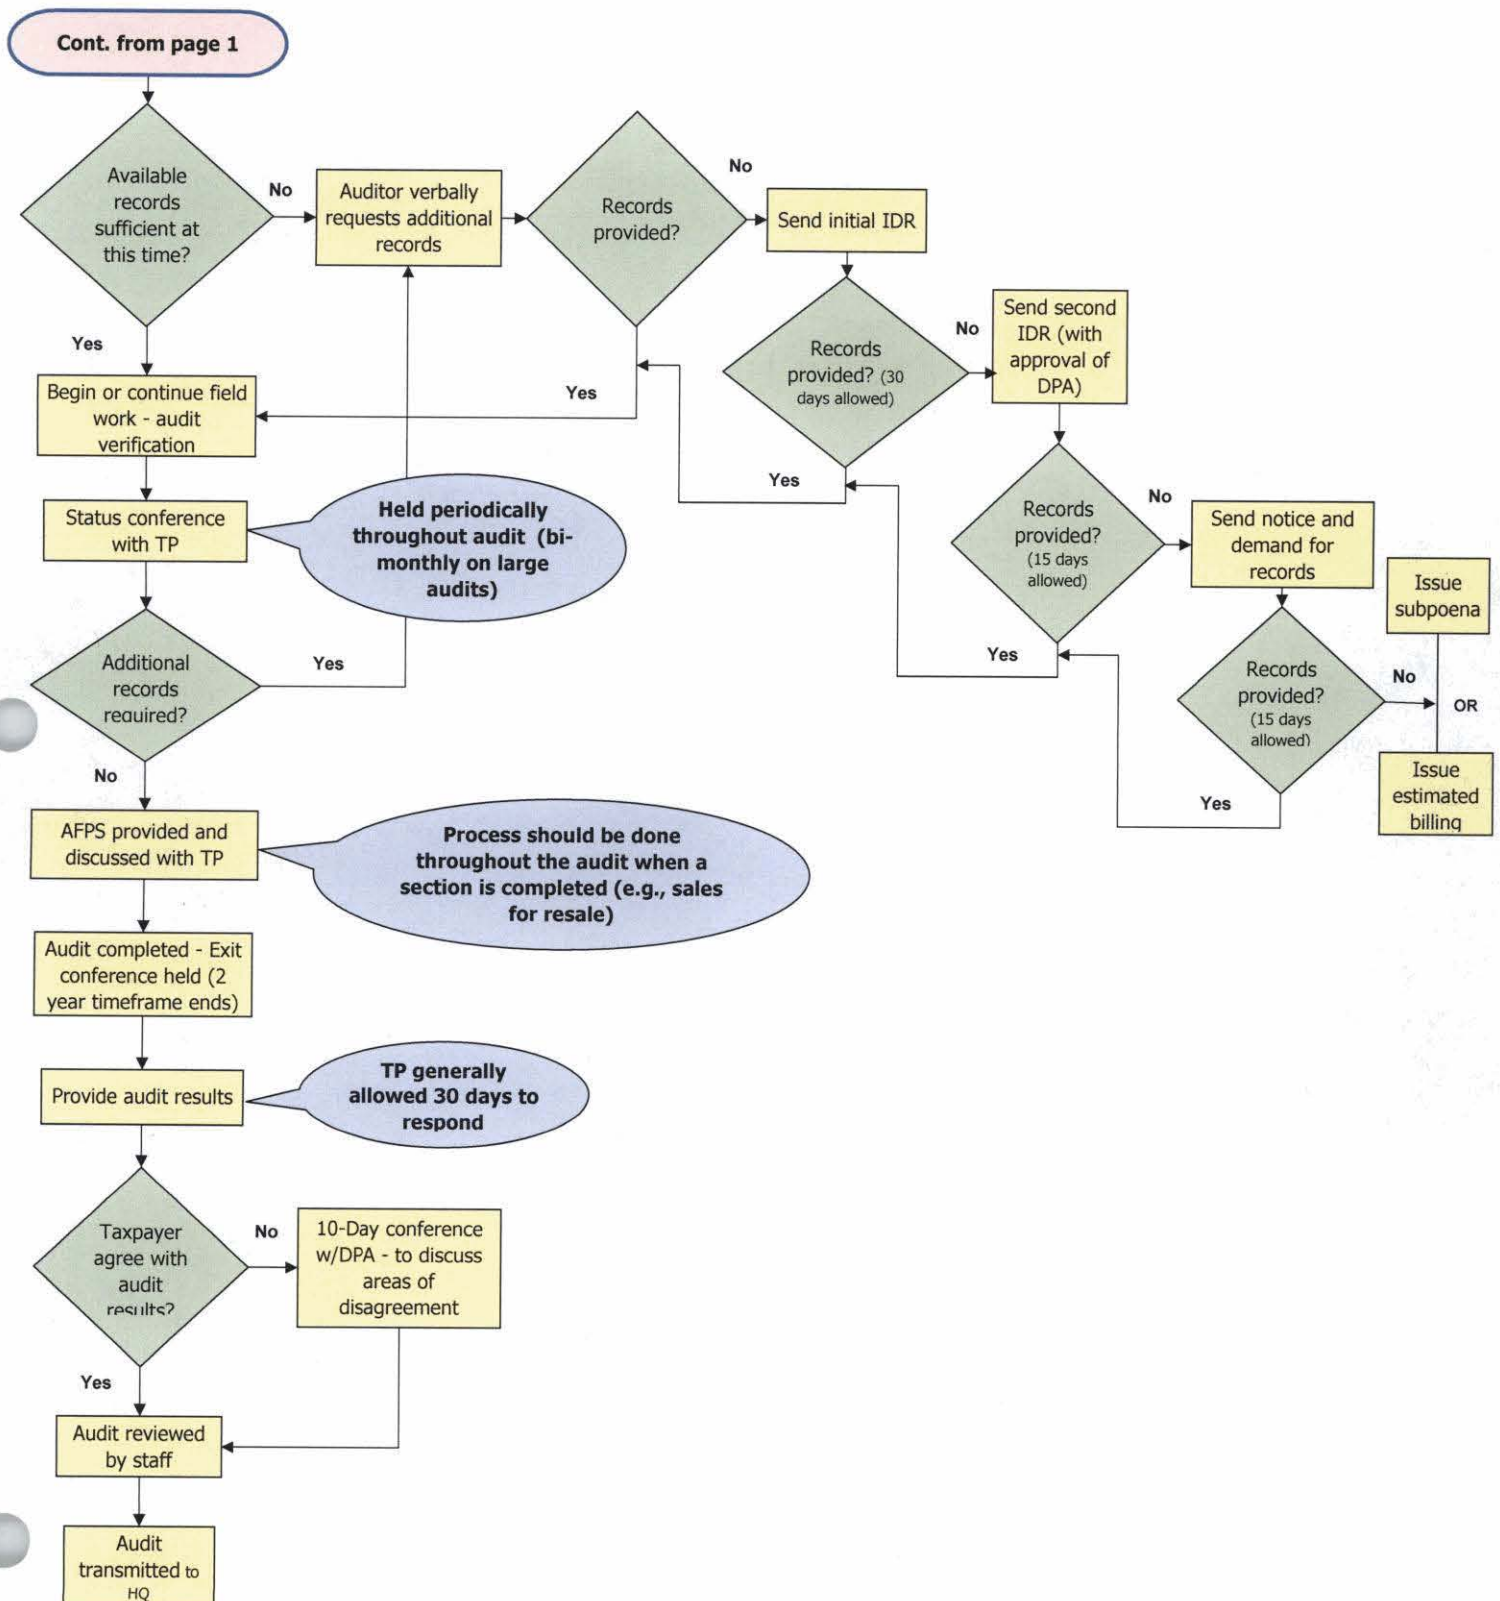 Cont. from page 1
Available
records
sufficient at
this time?
No
Auditor verbally
requests additional
records
Records
provided?
No
Send initial IDR
Yes
Begin or continue field
work - audit
verification
Yes
Records
provided? (30
days allowed)
No
Send second
IDR (with
approval of
DPA)
Yes
Status conference
with TP
Held periodically
throughout audit (bi-
monthly on large
audits)
Records
provided?
(15 days
allowed)
No
Send notice and
demand for
records
Yes
Records
provided?
(15 days
allowed)
No
Issue
subpoena
OR
Issue
estimated
billing
Yes
Additional
records
required?
Yes
No
AFPS provided and
discussed with TP
Process should be done
throughout the audit when a
section is completed (e.g., sales
for resale)
Audit completed - Exit
conference held (2
year timeframe ends)
Provide audit results
TP generally
allowed 30 days to
respond
Taxpayer
agree with
audit
results?
No
10-Day conference
w/DPA - to discuss
areas of
disagreement
Yes
Audit reviewed
by staff
Audit
transmitted to
HQ